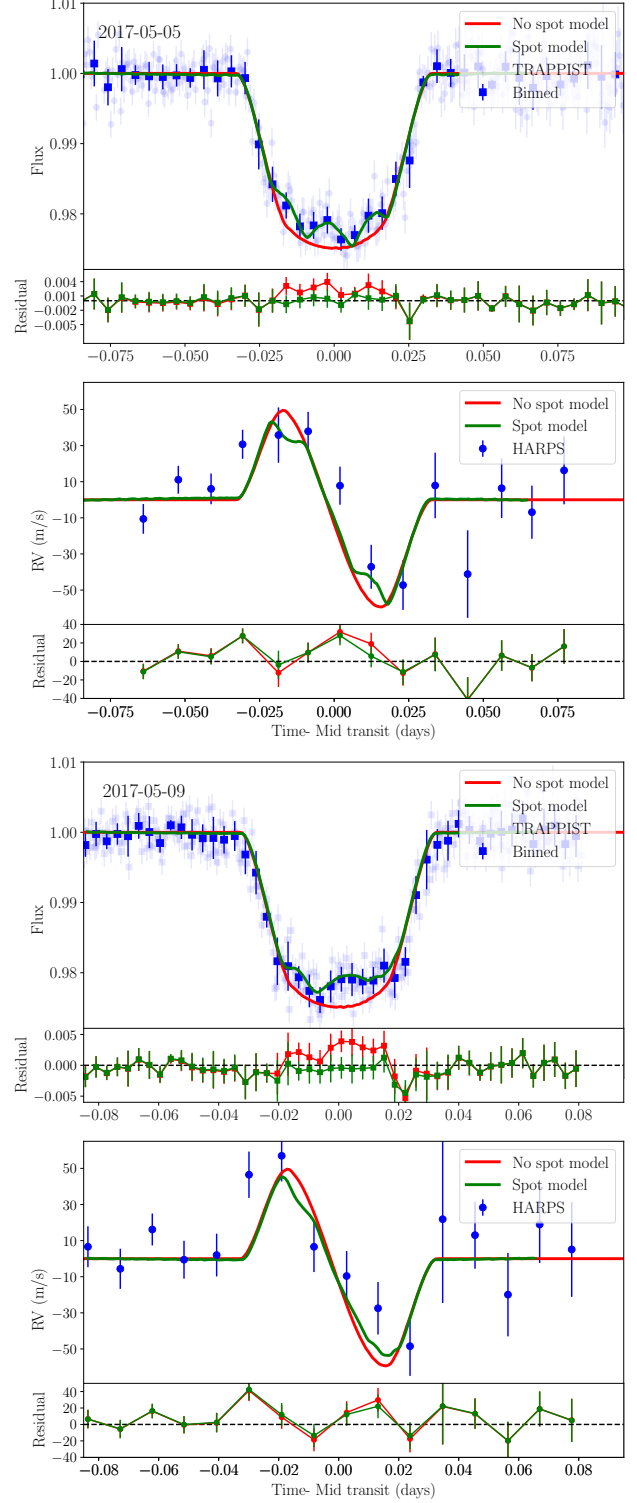 1.01
2017-05-05
No spot model
Spot model
TRAPPIST
Binned
1.00
0.99
0.98
Flux
0.004
0.001
−0.002
−0.005
Residual
−0.075 −0.050 −0.025 0.000 0.025 0.050 0.075
50
30
10
−10
−30
−50
RV (m/s)
No spot model
Spot model
HARPS
40
20
0
−20
−40
Residual
−0.075 −0.050 −0.025 0.000 0.025 0.050 0.075
Time- Mid transit (days)
1.01
2017-05-09
No spot model
Spot model
TRAPPIST
Binned
1.00
0.99
0.98
Flux
0.005
0.000
−0.005
Residual
−0.08 −0.06 −0.04 −0.02 0.00 0.02 0.04 0.06 0.08
50
30
10
−10
−30
−50
RV (m/s)
No spot model
Spot model
HARPS
40
20
0
−20
−40
Residual
−0.08 −0.06 −0.04 −0.02 0.00 0.02 0.04 0.06 0.08
Time- Mid transit (days)